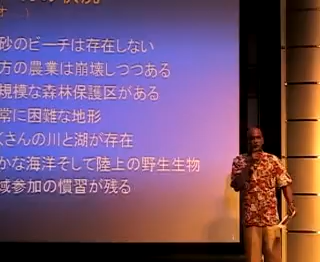 砂のビーチは存在しない
方の農業は崩壊しつつある
規模な森林保護区がある
常に困難な地形
くさんの川と湖が存在
かな海洋そして陸上の野生生物
域参加の慣習が残る